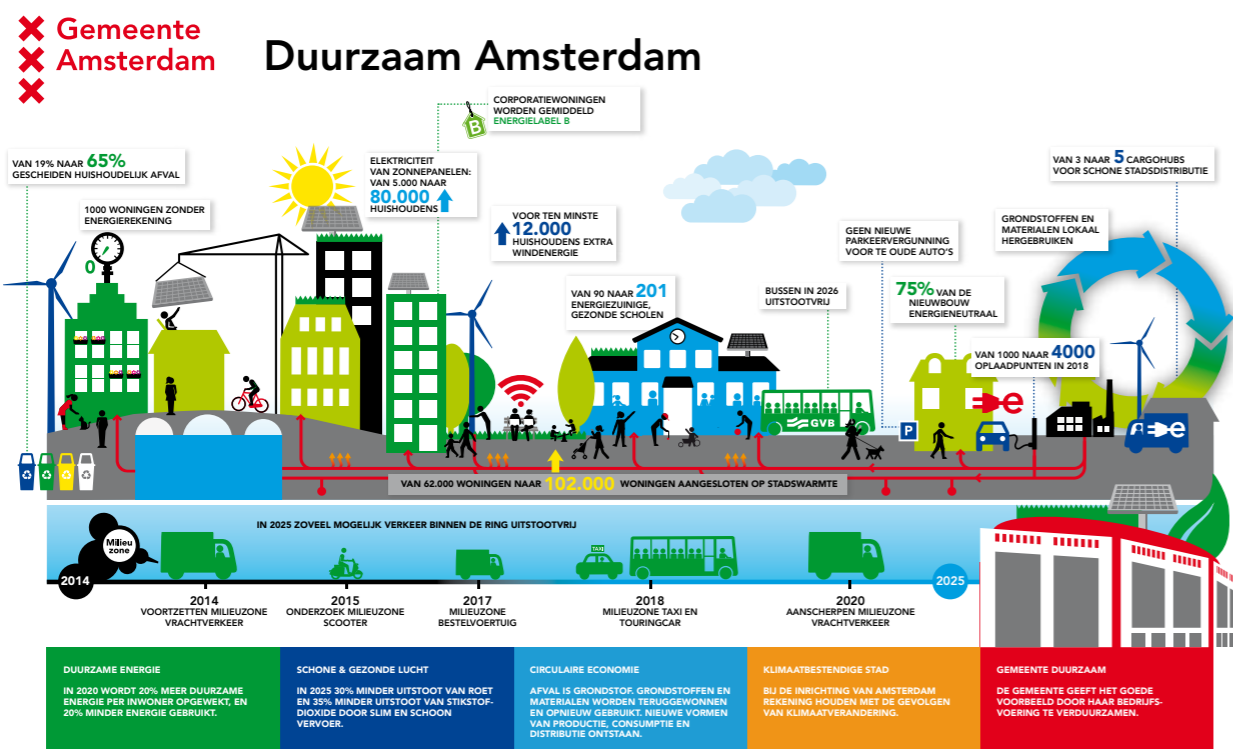 Gemeente
Amsterdam
Duurzaam Amsterdam
CORPORATIEWONINGEN
WORDEN GEMIDDELD
ENERGIELABEL B
B
VAN 19% NAAR 65%
GESCHEIDEN HUISHOUDELIJK AFVAL
ELEKTRICITEIT
VAN ZONNEPANELEN:
VAN 5.000 NAAR
80.000
HUISHOUDENS
VAN 3 NAAR 5 CARGOHUBS
VOOR SCHONE STADSDISTRIBUTIE
1000 WONINGEN ZONDER
ENERGIEREKENING
0
VOOR TEN MINSTE
12.000
HUISHOUDENS EXTRA
WINDENERGIE
GEEN NIEUWE
PARKEERVERGUNNING
VOOR TE OUDE AUTO'S
GRONDSTOFFEN EN
MATERIALEN LOKAAL
HERGEBRUIKEN
VAN 90 NAAR 201
ENERGIEZUINIGE,
GEZONDE SCHOLEN
BUSSEN IN 2026
UITSTOOTVRIJ
75% VAN DE
NIEUWBOUW
ENERGIENEUTRAAL
VAN 1000 NAAR 4000
OPLAADPUNTEN IN 2018
GVB
P
e
e
VAN 62.000 WONINGEN NAAR 102.000 WONINGEN AANGESLOTEN OP STADSWARMTE
IN 2025 ZOVEEL MOGELIJK VERKEER BINNEN DE RING UITSTOOTVRIJ
Milieu
zone
TAXI
2014
2025
2014
VOORTZETTEN MILIEUZONE
VRACHTVERKEER
2015
ONDERZOEK MILIEUZONE
SCOOTER
2017
MILIEUZONE
BESTELVOERTUIG
2018
MILIEUZONE TAXI EN
TOURINGCAR
2020
AANSCHERPEN MILIEUZONE
VRACHTVERKEER
DUURZAME ENERGIE
IN 2020 WORDT 20% MEER DUURZAME
ENERGIE PER INWONER OPGEWEKT, EN
20% MINDER ENERGIE GEBRUIKT.
SCHONE & GEZONDE LUCHT
IN 2025 30% MINDER UITSTOOT VAN ROET
EN 35% MINDER UITSTOOT VAN STIKSTOF-
DIOXIDE DOOR SLIM EN SCHOON
VERVOER.
CIRCULAIRE ECONOMIE
AFVAL IS GRONDSTOF. GRONDSTOFFEN EN
MATERIALEN WORDEN TERUGGEWONNEN
EN OPNIEUW GEBRUIKT. NIEUWE VORMEN
VAN PRODUCTIE, CONSUMPTIE EN
DISTRIBUTIE ONTSTAAN.
KLIMAATBESTENDIGE STAD
BIJ DE INRICHTING VAN AMSTERDAM
REKENING HOUDEN MET DE GEVOLGEN
VAN KLIMAATVERANDERING.
GEMEENTE DUURZAAM
DE GEMEENTE GEEFT HET GOEDE
VOORBEELD DOOR HAAR BEDRIJFS-
VOERING TE VERDUURZAMEN.